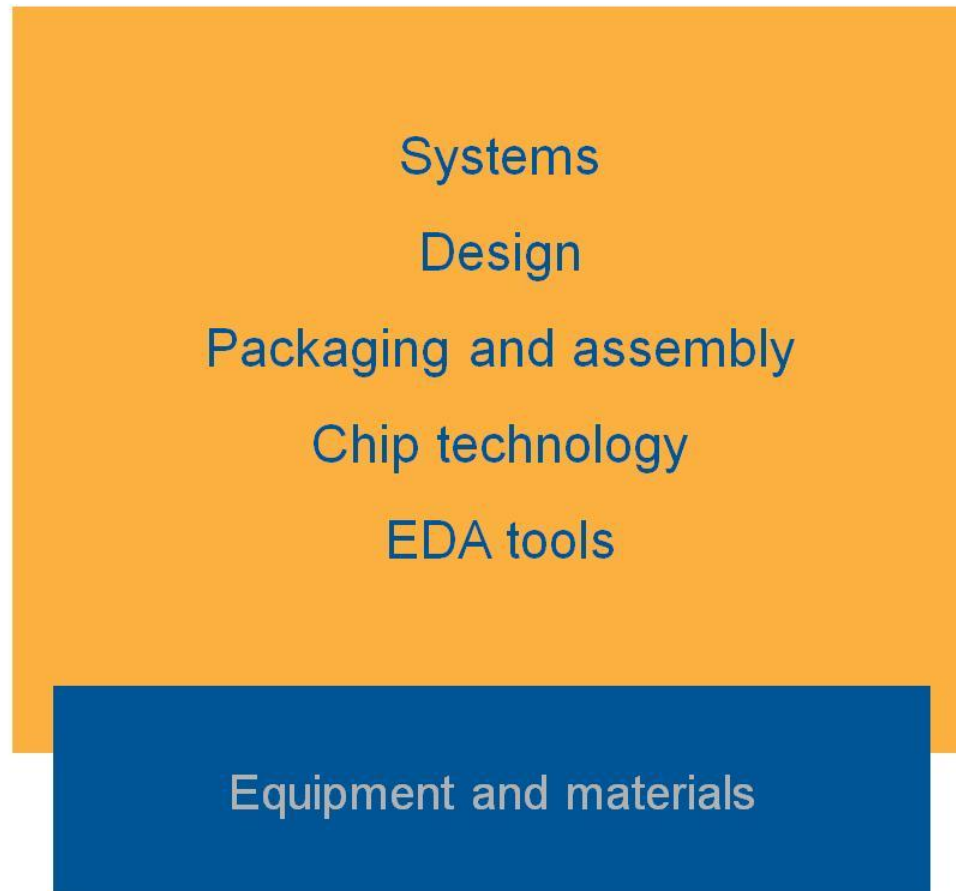 Systems
Design
Packaging and assembly
Chip technology
EDA tools
Equipment and materials